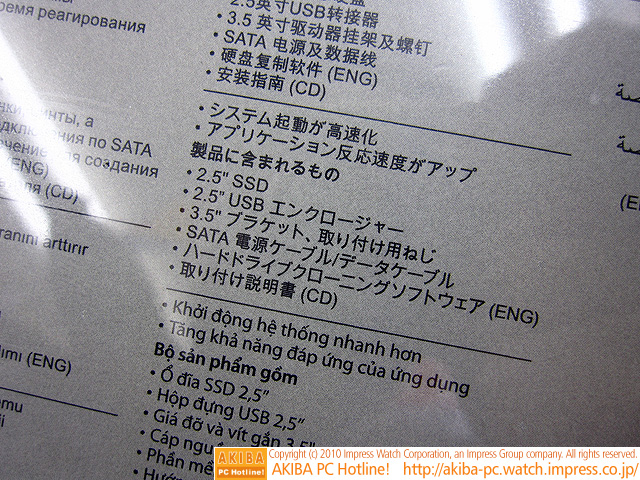 ремя реагирования
инты, а
ения по SATA
создания
(ENG)
(CD)
arttırır
ımı (ENG)
2.5英寸USB转接器
• 3.5 英寸驱动器挂架及螺钉
• SATA 电源及数据线
• 硬盘复制软件 (ENG)
• 安装指南 (CD)
• システム起動が高速化
• アプリケーション反応速度がアップ
製品に含まれるもの
• 2.5" SSD
• 2.5" USB エンクロージャー
• 3.5" ブラケット、取り付け用ねじ
• SATA 電源ケーブル/データケーブル
• ハードドライブクローニングソフトウェア (ENG)
• 取り付け説明書 (CD)
• Khởi động hệ thống nhanh hơn
• Tăng khả năng đáp ứng của ứng dụng
Bộ sản phẩm gồm
• Ổ đĩa SSD 2,5"
• Hộp đựng USB 2,5"
• Giá đỡ và vít gắn 3,5"
• Cáp
• Phần
AKIBA
PC Hotline!
Copyright (c) 2010 Impress Watch Corporation, an Impress Group company. All rights reserved.
AKIBA PC Hotline! http://akiba-pc.watch.impress.co.jp/